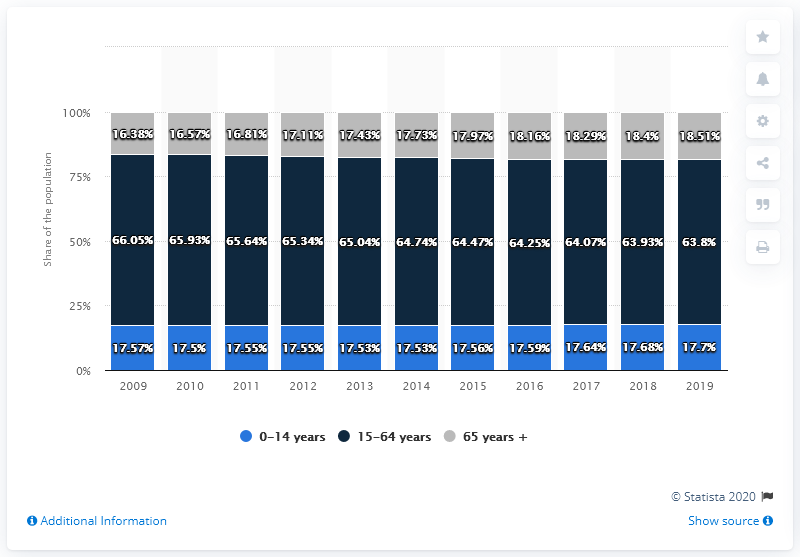 100%
75%
50%
25%
0%
Share of the population
16.38% 16.57% 16.81% 17.11% 17.43% 17.73% 17.97% 18.16% 18.29% 18.4% 18.51%
66.05% 65.93% 65.64% 65.34% 65.04% 64.74% 64.47% 64.25% 64.07% 63.93% 63.8%
17.57% 17.5% 17.55% 17.55% 17.53% 17.53% 17.56% 17.59% 17.64% 17.68% 17.7%
2009 2010 2011 2012 2013 2014 2015 2016 2017 2018 2019
0-14 years 15-64 years 65 years +
© Statista 2020
Additional Information Show source